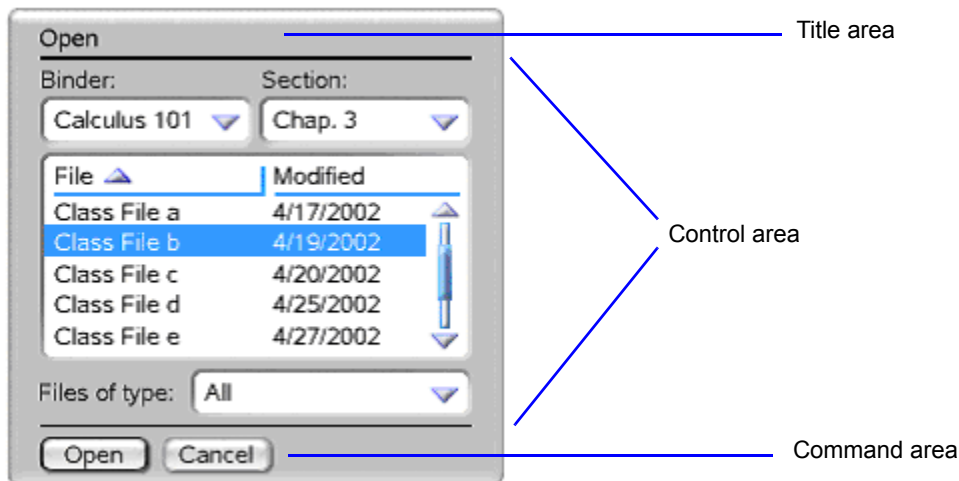 Open
Title area
Binder: Section:
Calculus 101 Chap. 3
File Modified
Class File a 4/17/2002
Class File b 4/19/2002
Control area
Class File c 4/20/2002
Class File d 4/25/2002
Class File e 4/27/2002
Files of type: All
Open Cancel
Command area